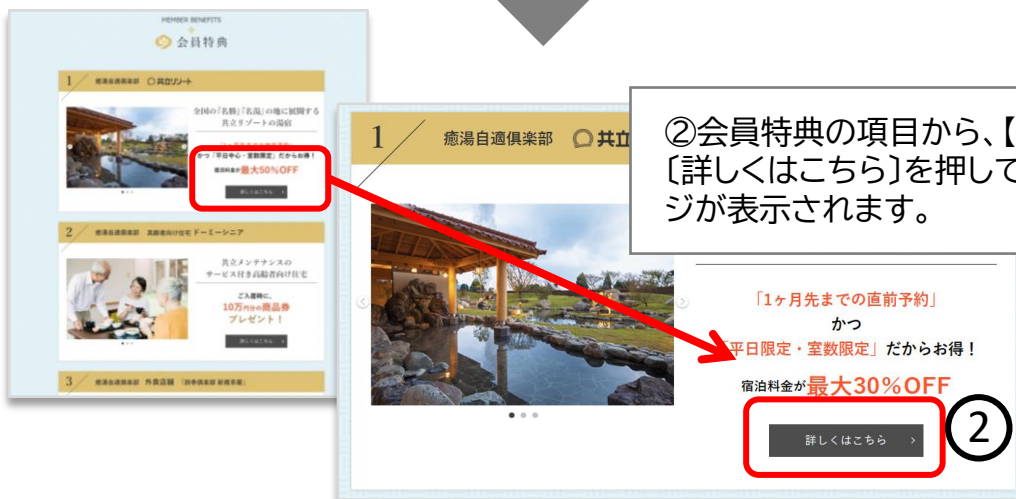 MEMBER BENEFITS
会員特典
1 癒湯自適倶楽部 共立リゾート
全国の「名勝」「名湯」の地に展開する
共立リゾートの湯宿
かつ「平日中心・室数限定」だからお得！
宿泊料金が最大50%OFF
詳しくはこちら
2 癒湯自適倶楽部 高齢者向け住宅 ドーミーシニア
共立メンテナンスの
サービス付き高齢者向け住宅
ご入居時に、
10万円分の商品券
プレゼント！
詳しくはこちら
3 癒湯自適倶楽部 外食店舗
1 癒湯自適倶楽部 共立
②会員特典の項目から、【
〔詳しくはこちら〕を押して
ジが表示されます。
「1ヶ月先までの直前予約」
かつ
「平日限定・室数限定」だからお得！
宿泊料金が最大30%OFF
詳しくはこちら
2